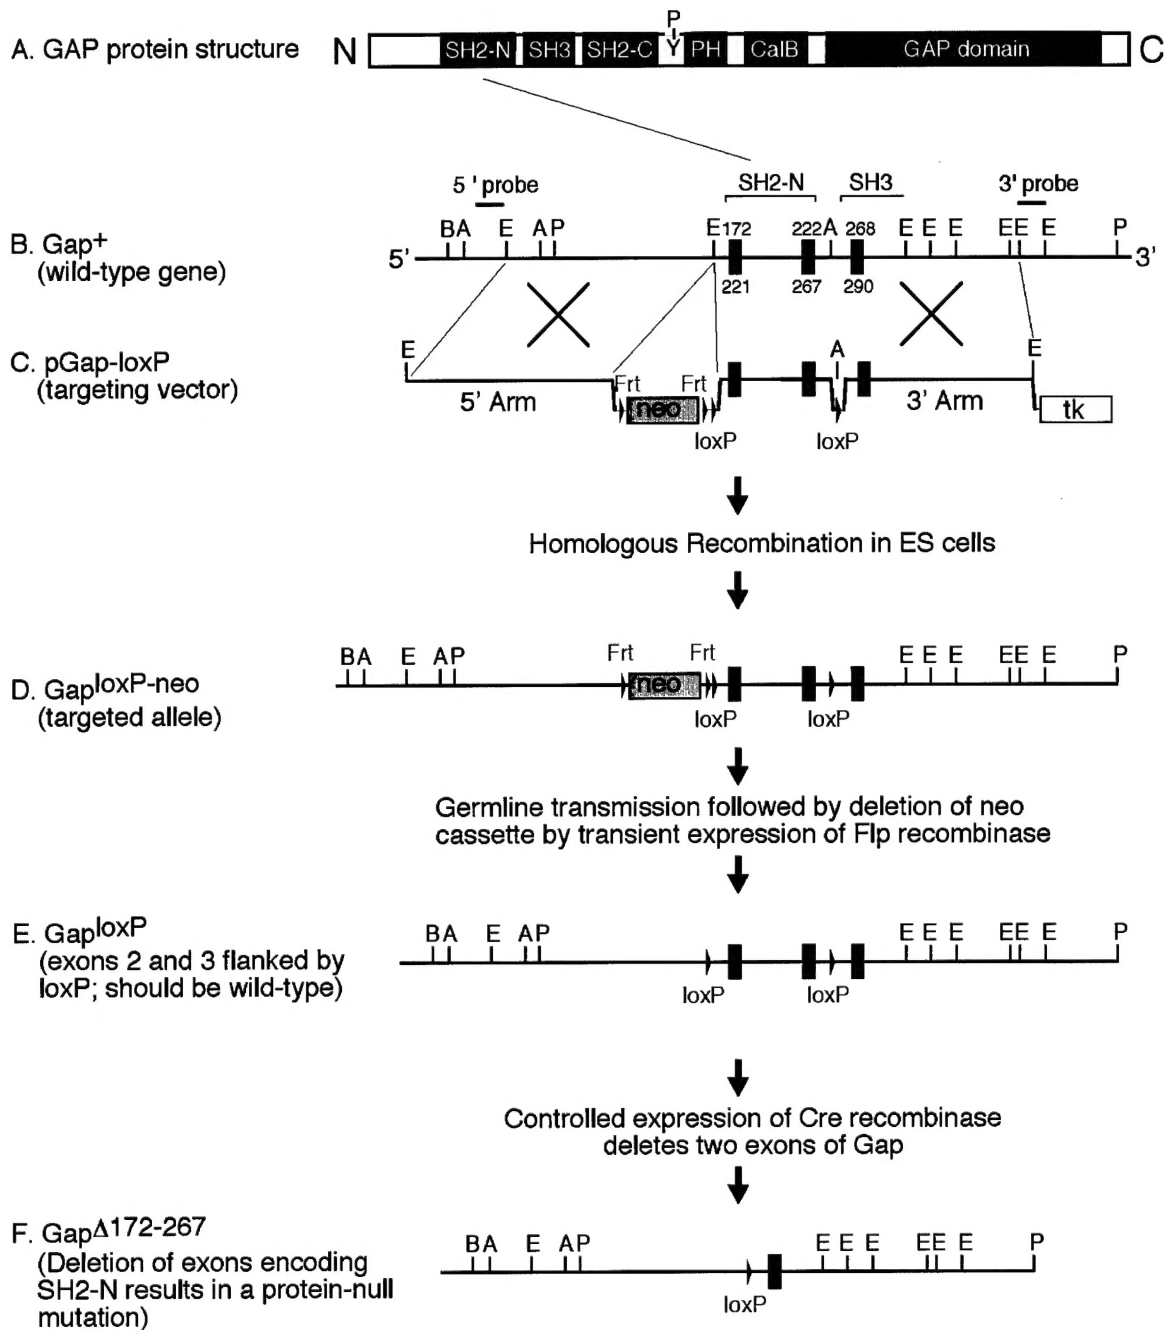 P
A. GAP protein structure N SH2-N SH3 SH2-C Y PH CalB GAP domain C
SH2-N SH3
5 ' probe 3' probe
B A E A P E 172 222 A 268 E E E E E E P
B. Gap+
(wild-type gene)
5' 3'
221 267 290
C. pGap-loxP
(targeting vector)
E A E
Frt Frt
5' Arm neo 3' Arm tk
loxP loxP
Homologous Recombination in ES cells
B A E A P Frt Frt E E E E E E P
D. GaploxP-neo
(targeted allele)
neo
loxP loxP
Germline transmission followed by deletion of neo
cassette by transient expression of Flp recombinase
B A E A P E E E E E E P
E. GaploxP
(exons 2 and 3 flanked by
loxP; should be wild-type)
loxP loxP
Controlled expression of Cre recombinase
deletes two exons of Gap
F. GapΔ172-267
(Deletion of exons encoding
SH2-N results in a protein-null
mutation)
B A E A P E E E E E E P
loxP